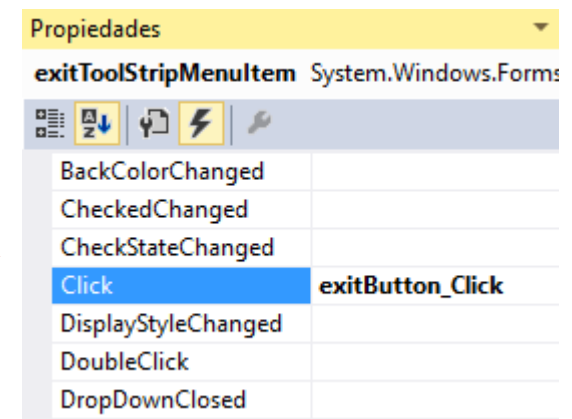 Propiedades
exitToolStripMenuItem System.Windows.Forms
BackColorChanged
CheckedChanged
CheckStateChanged
Click exitButton_Click
DisplayStyleChanged
DoubleClick
DropDownClosed